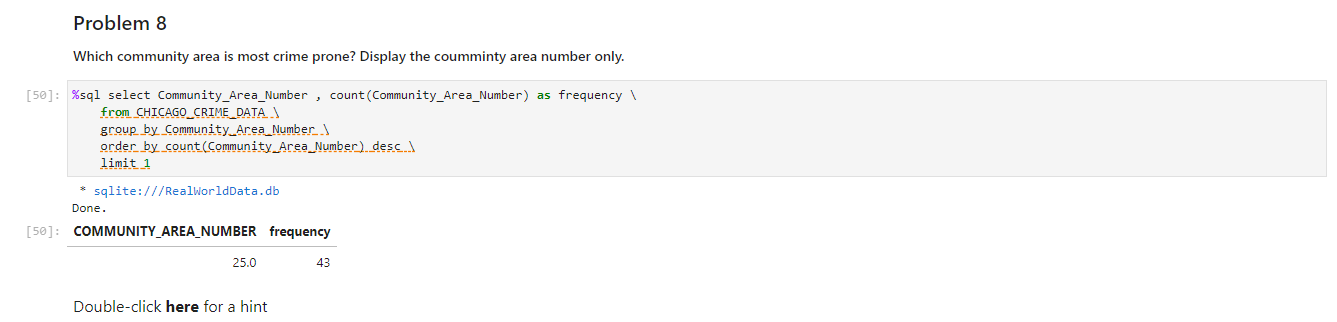 Problem 8
Which community area is most crime prone? Display the coumminty area number only.
[50]: %sql select Community_Area_Number , count(Community_Area_Number) as frequency \
from CHICAGO_CRIME_DATA \
group by Community_Area_Number \
order by count(Community_Area_Number) desc \
limit 1
* sqlite:///RealWorldData.db
Done.
[50]: COMMUNITY_AREA_NUMBER frequency
25.0 43
Double-click here for a hint